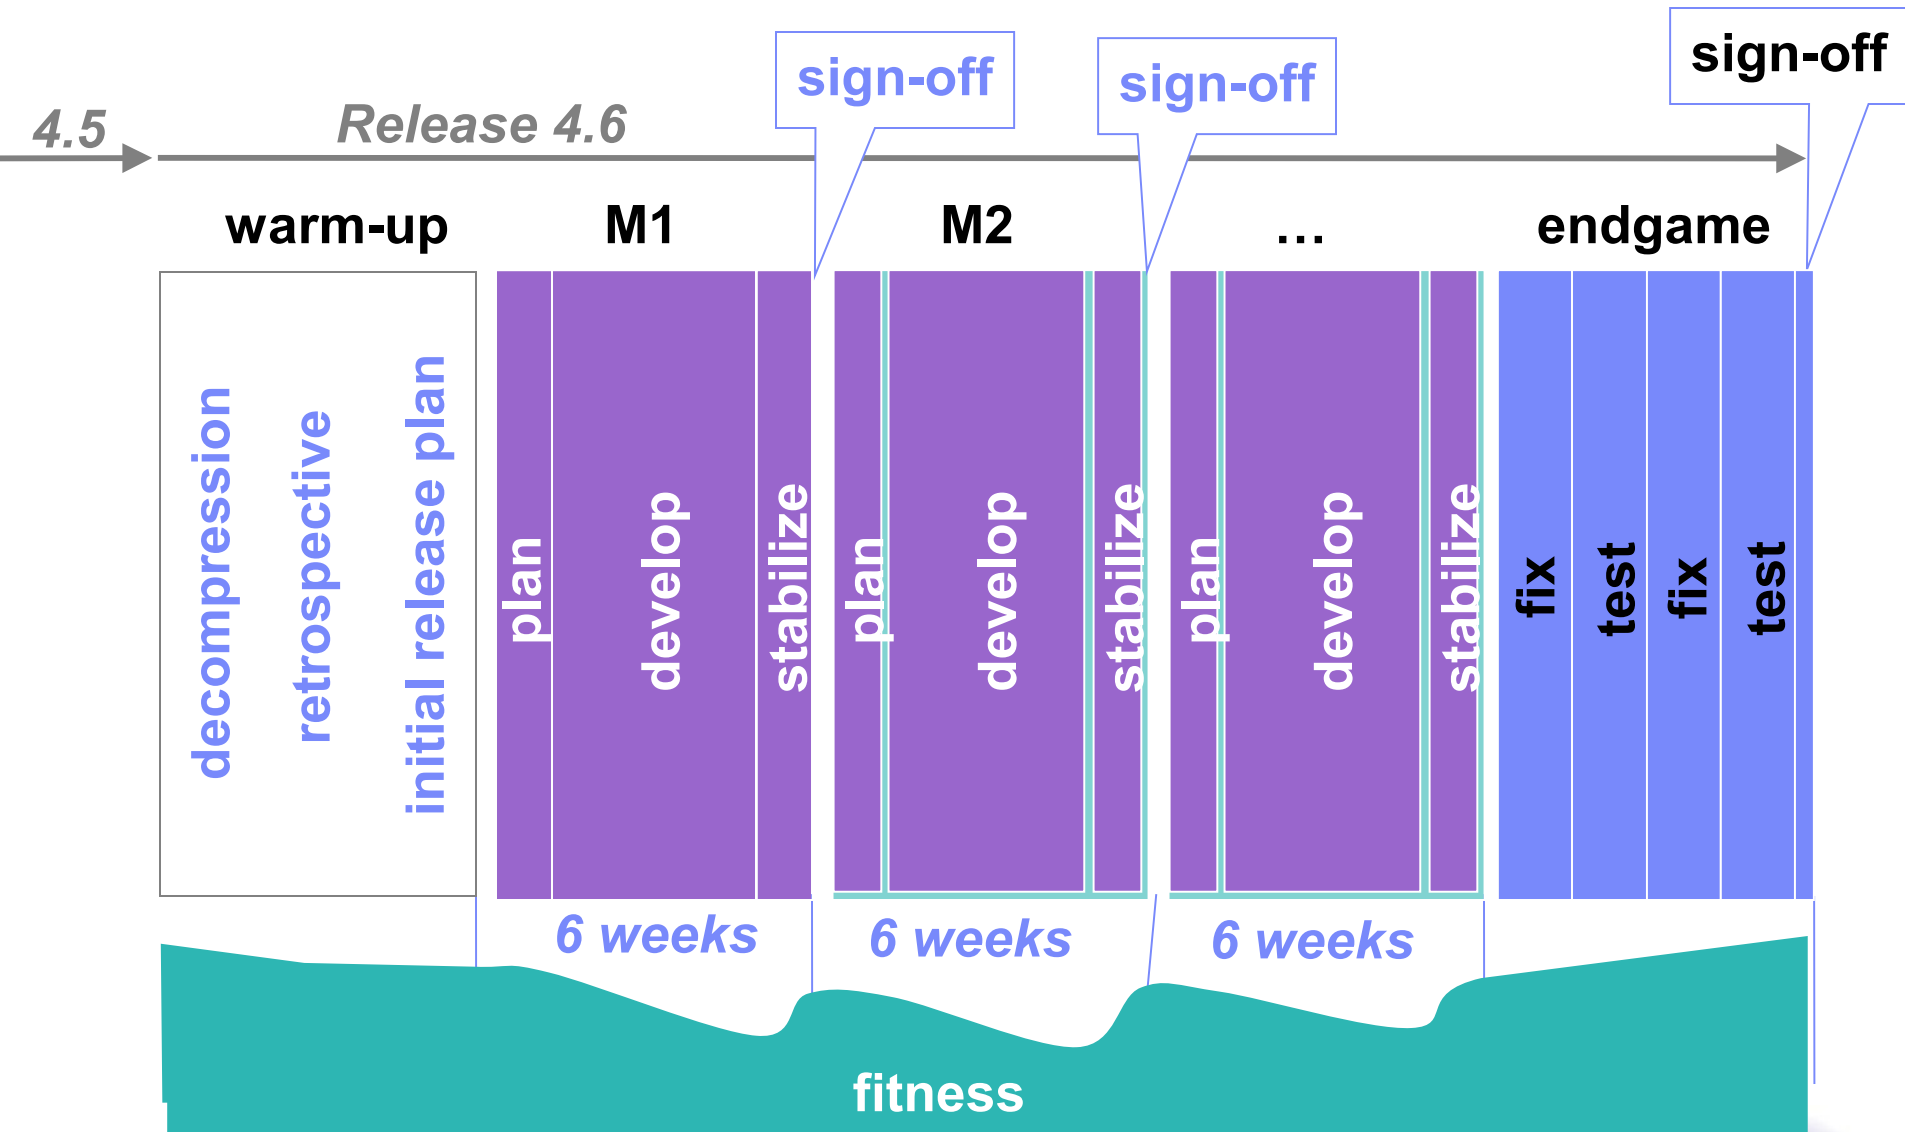 sign-off
sign-off
sign-off
4.5
Release 4.6
warm-up
M1
M2
…
endgame
decompression
retrospective
initial release plan
plan
develop
stabilize
plan
develop
stabilize
plan
develop
stabilize
fix
test
fix
test
6 weeks
6 weeks
6 weeks
fitness